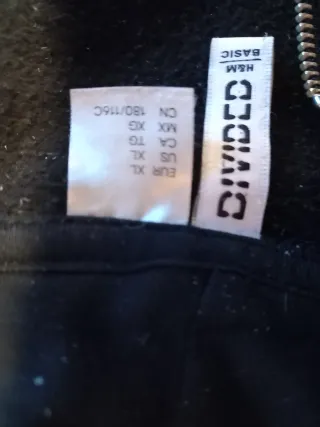 EUR XL
US XL
CA TG
MX XG
CN 180/116C
DIVIDED
H&M
BASIC